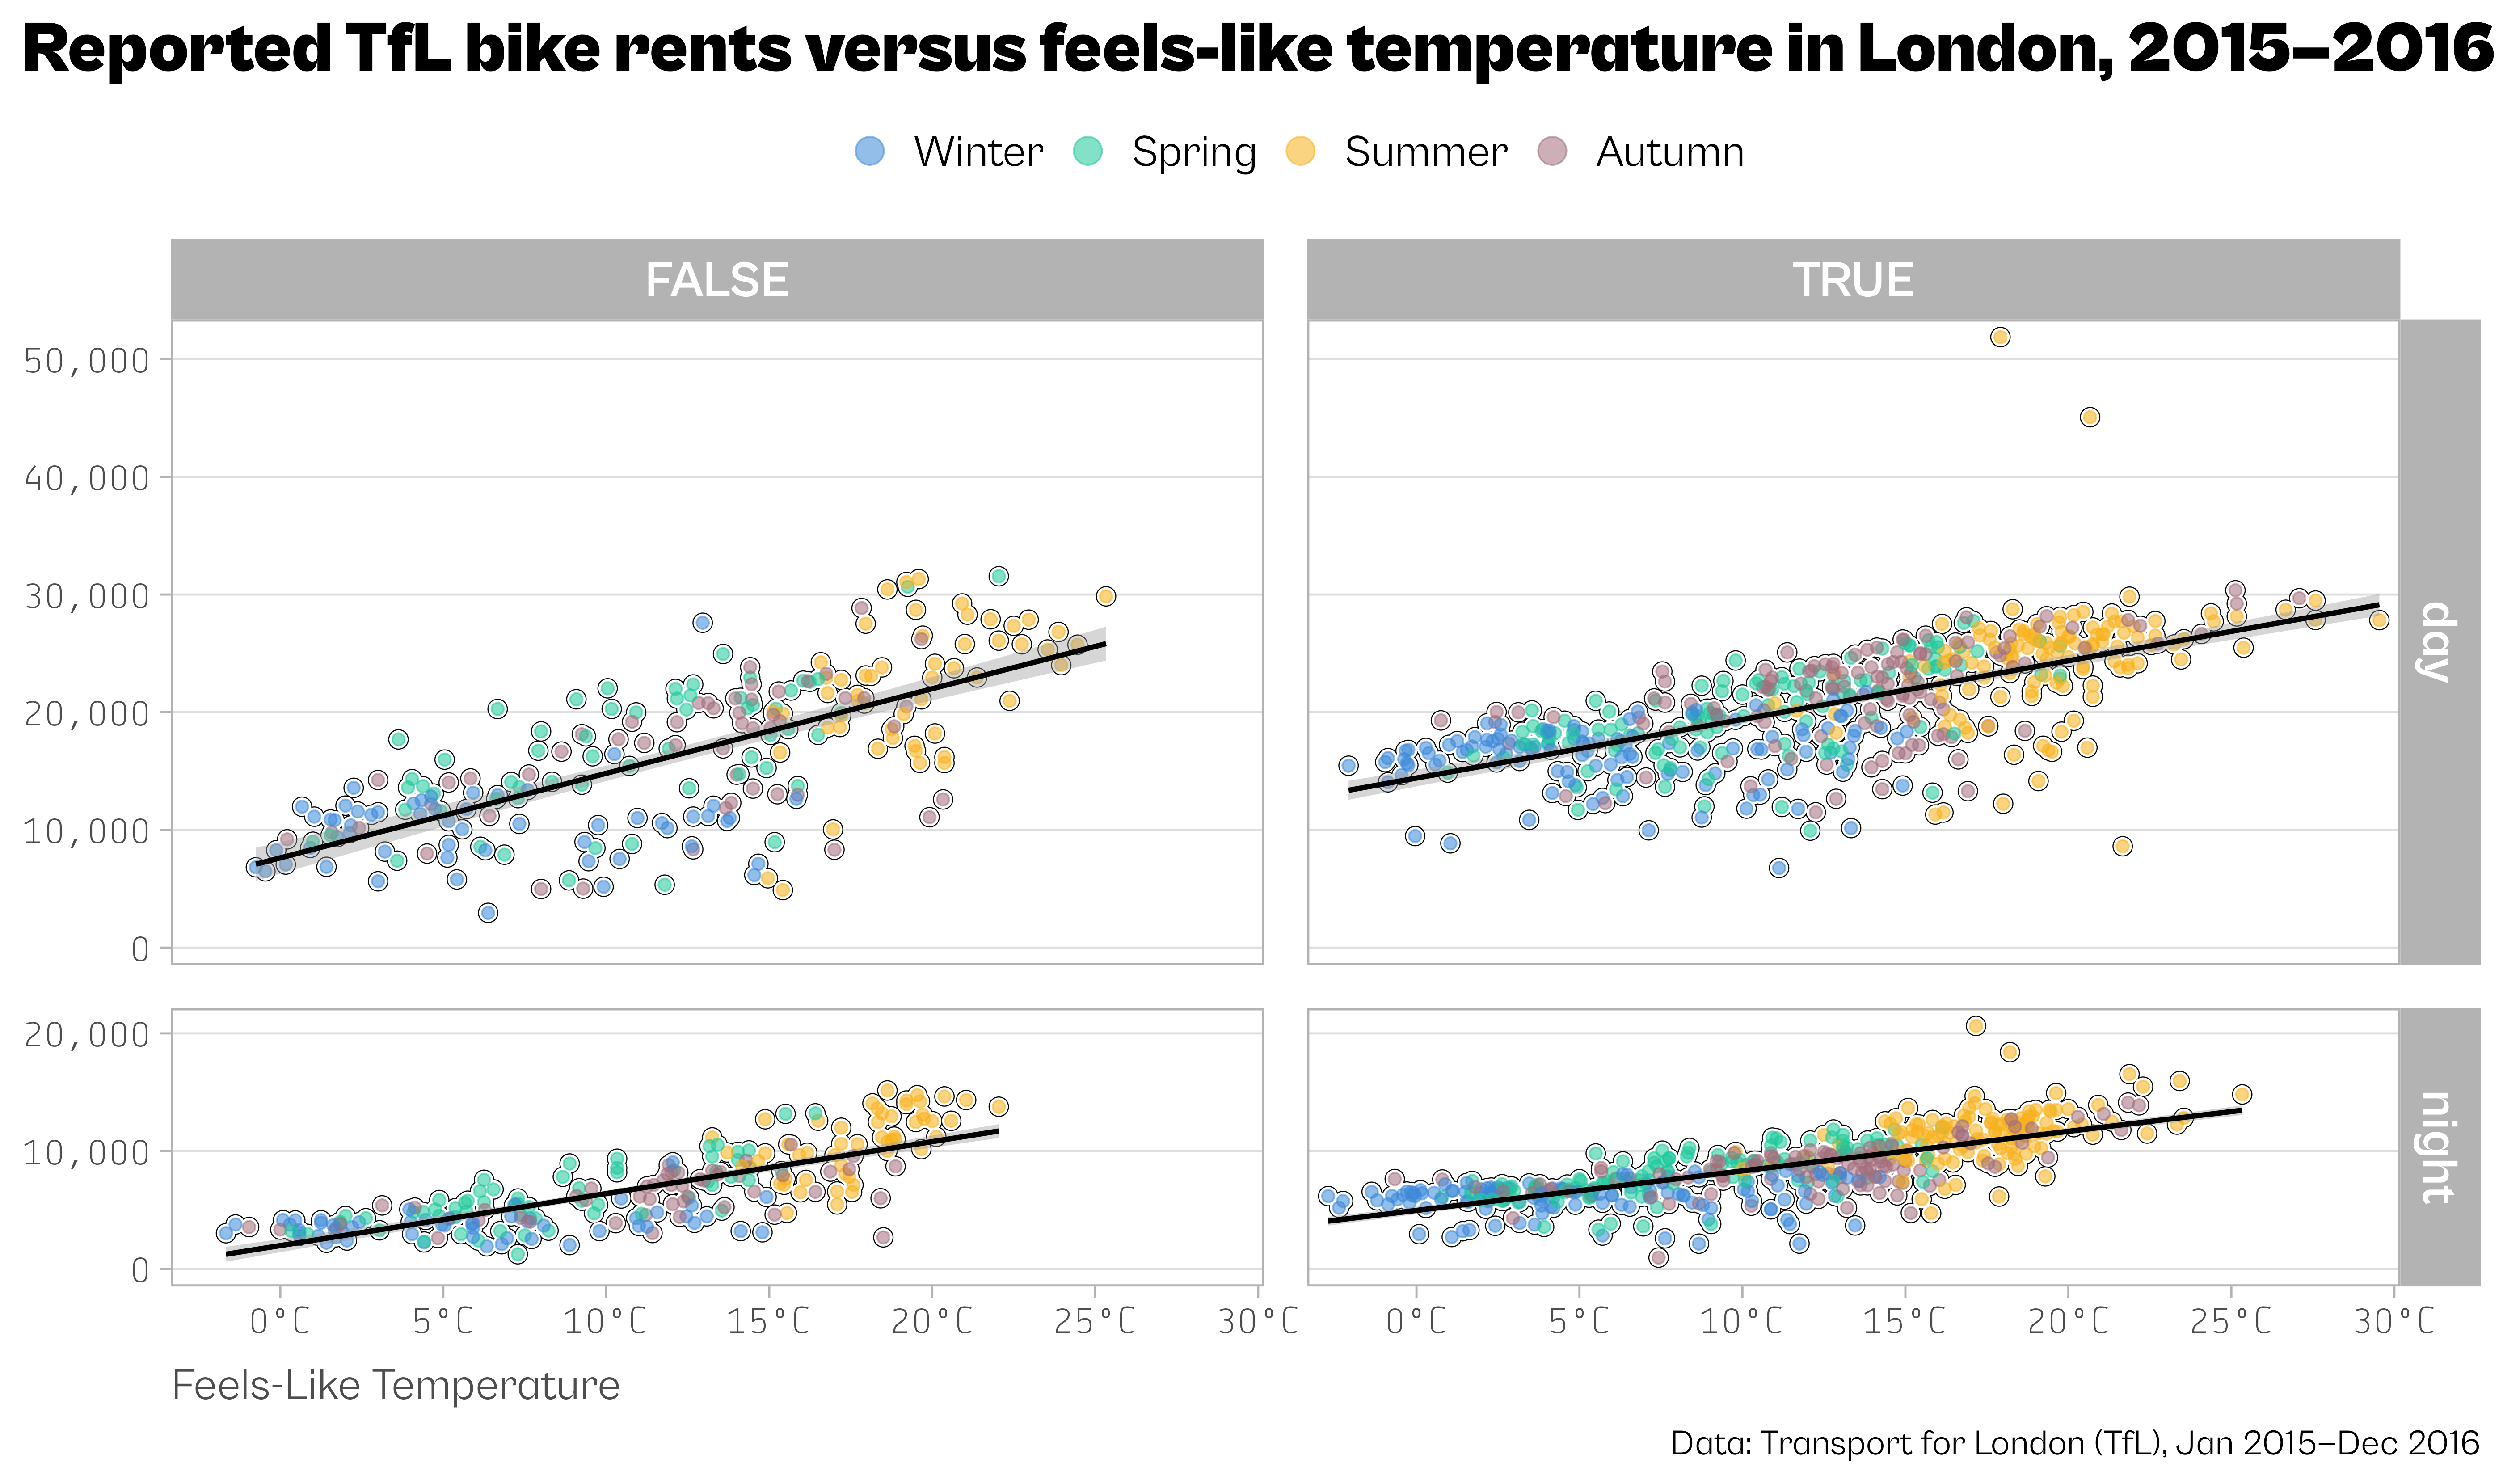 Reported TfL bike rents versus feels-like temperature in London, 2015–2016
Winter Spring Summer Autumn
FALSE TRUE
50,000
40,000
30,000
20,000
10,000
0
day
20,000
10,000
0
night
0°C 5°C 10°C 15°C 20°C 25°C 30°C 0°C 5°C 10°C 15°C 20°C 25°C 30°C
Feels-Like Temperature
Data: Transport for London (TfL), Jan 2015–Dec 2016